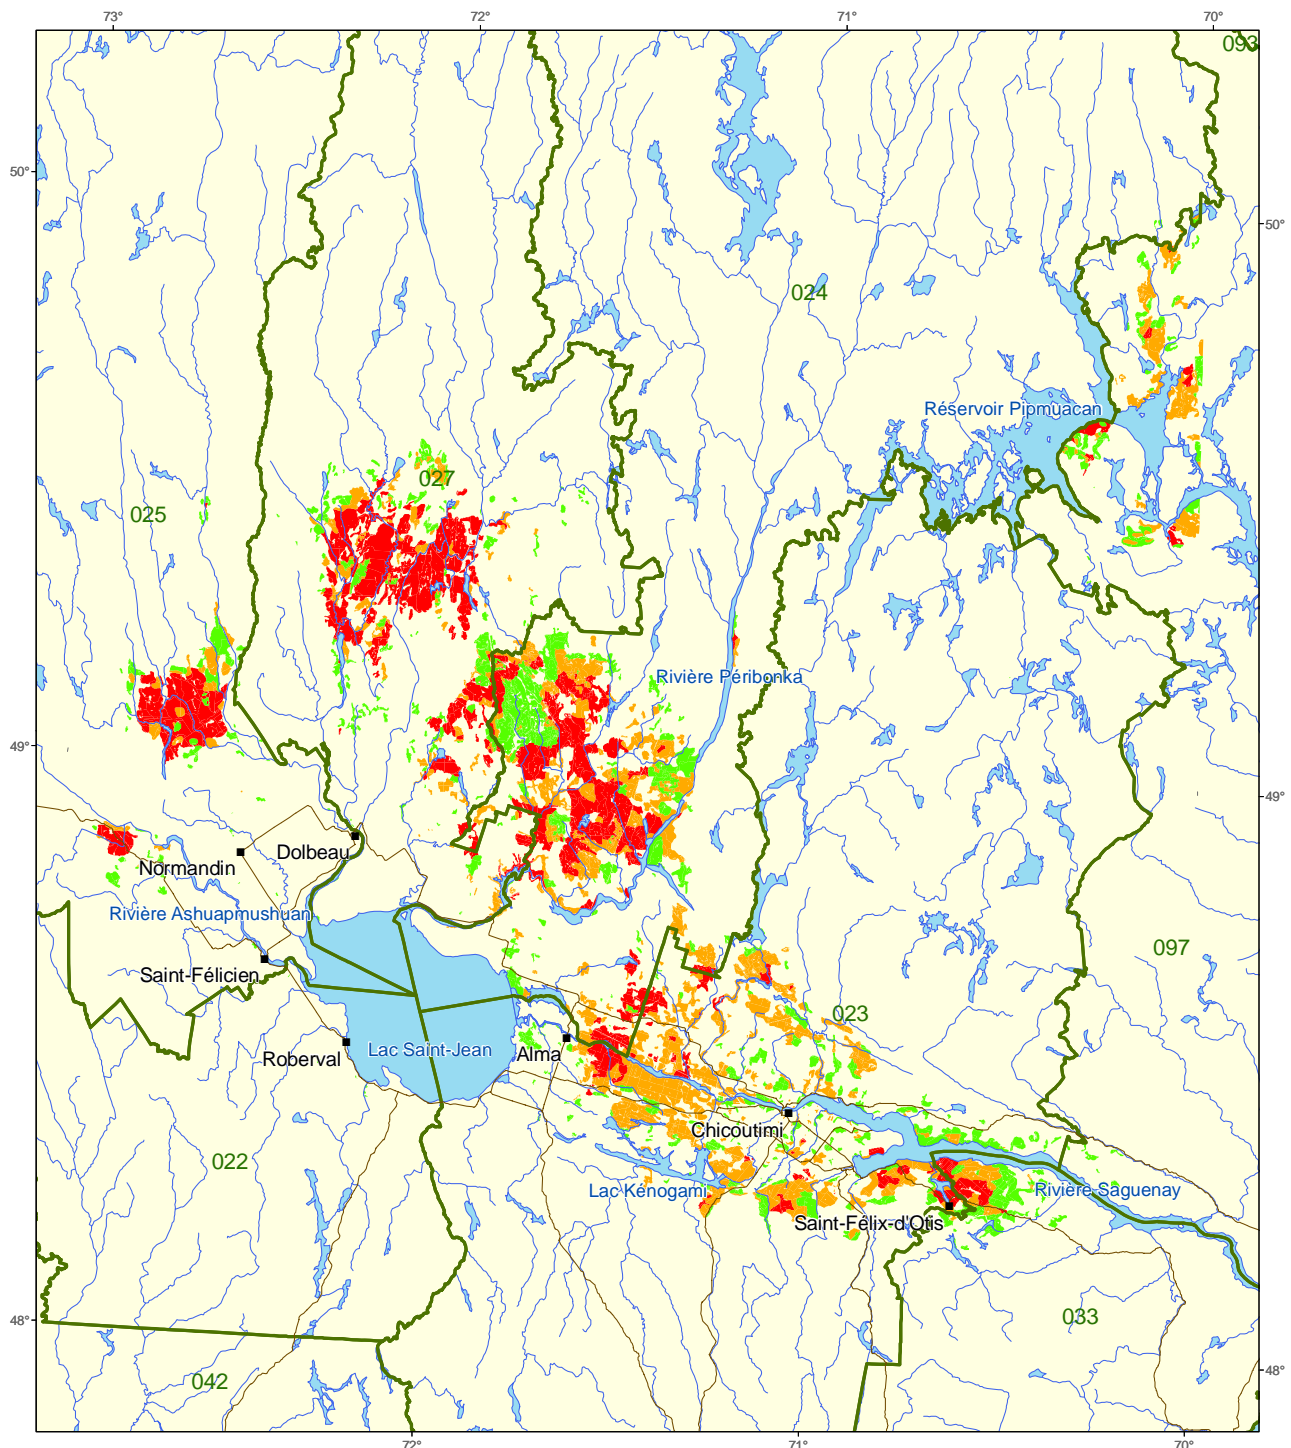 73°
72°
71°
70°
093
50°
50°
024
Réservoir Pipmuacan
027
025
Rivière Péribonka
49°
49°
Dolbeau
Normandin
Rivière Ashuapmushuan
097
Saint-Félicien
023
Roberval
Lac Saint-Jean
Alma
Chicoutimi
022
Lac Kénogami
Rivière Saguenay
Saint-Félix-d'Otis
033
48°
48°
042
72°
71°
70°